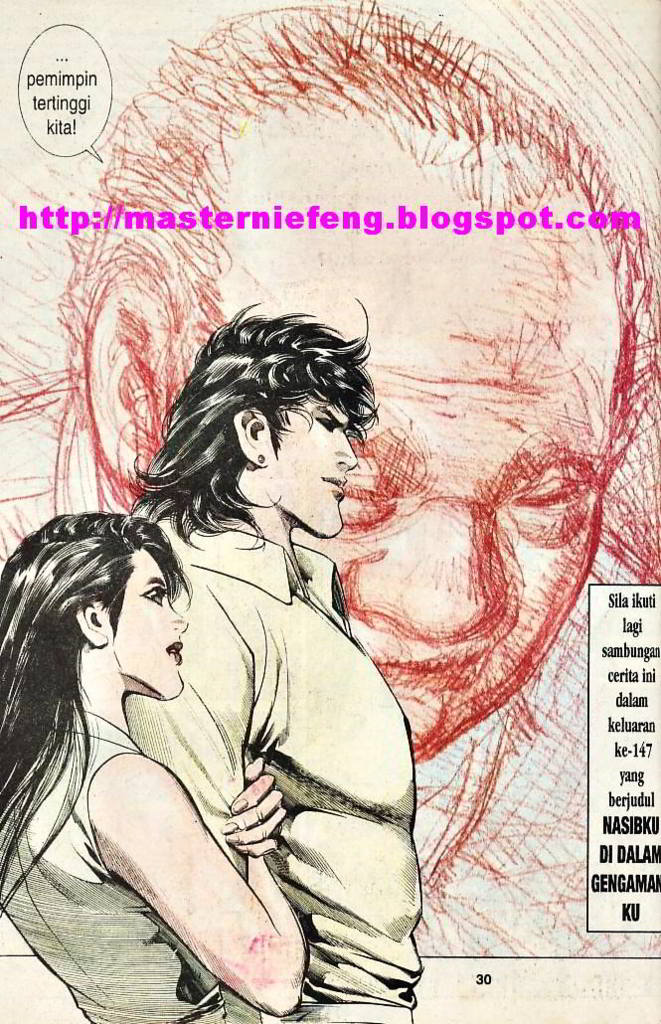 ...
pemimpin
tertinggi
kita!
http://masterniefeng.blogspot.com
Sila ikuti
lagi
sambungan
cerita ini
dalam
keluaran
ke-147
yang
berjudul
NASIBKU
DI DALAM
GENGAMAN
KU
30